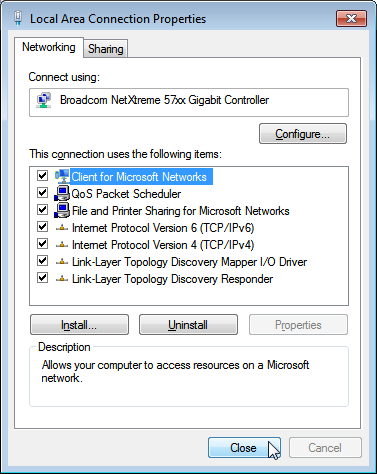 Local Area Connection Properties
Networking
Sharing
Connect using:
Broadcom NetXtreme 57xx Gigabit Controller
Configure...
This connection uses the following items:
Client for Microsoft Networks
QoS Packet Scheduler
File and Printer Sharing for Microsoft Networks
Internet Protocol Version 6 (TCP/IPv6)
Internet Protocol Version 4 (TCP/IPv4)
Link-Layer Topology Discovery Mapper I/O Driver
Link-Layer Topology Discovery Responder
Install...
Uninstall
Properties
Description
Allows your computer to access resources on a Microsoft
network.
Close
Cancel